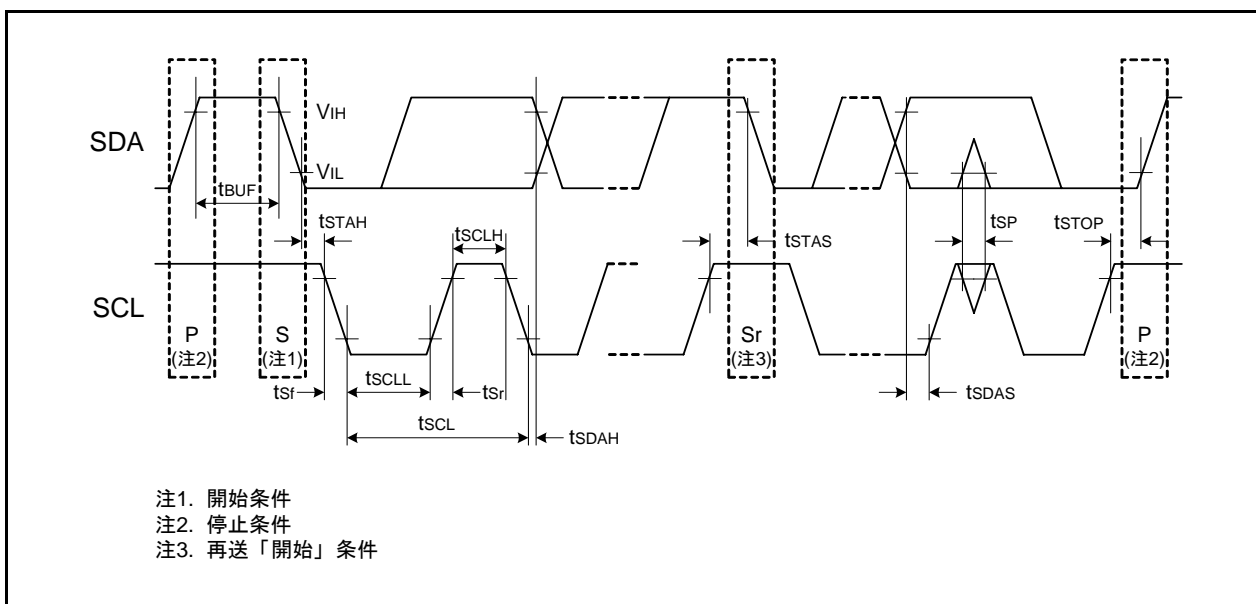 SDA
VIH
VIL
tBUF
tSTAH
tSCLH
tSTAS
tSP
tSTOP
SCL
P
(注2)
S
(注1)
Sr
(注3)
P
(注2)
tSf
tSCLL
tSr
tSDAS
tSCL
tSDAH
注1. 開始条件
注2. 停止条件
注3. 再送「開始」条件